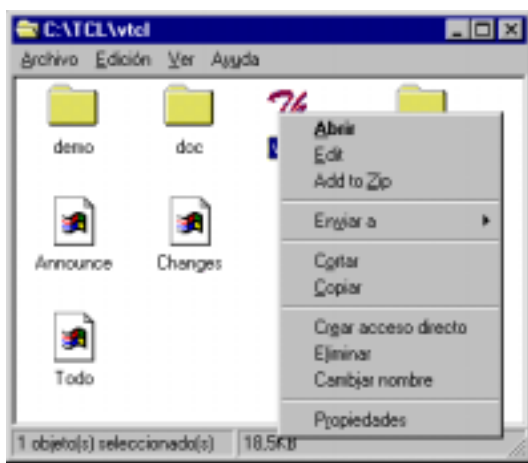 C:\TCL\vtcl
Archivo Edición Ver Ayuda
demo
doc
Abrir
Edit
Add to Zip
Enviar a
Cortar
Copiar
Crear acceso directo
Eliminar
Cambiar nombre
Propiedades
Announce
Changes
Todo
1 objeto(s) seleccionado(s) 18,5KB